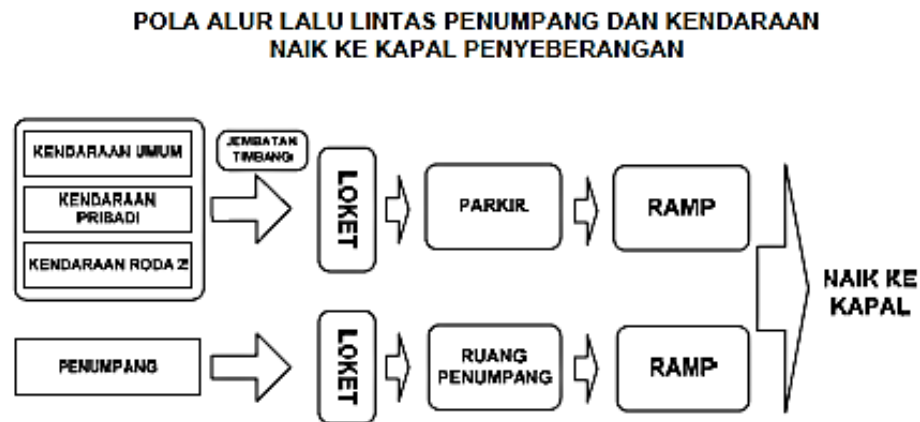 POLA ALUR LALU LINTAS PENUMPANG DAN KENDARAAN
NAIK KE KAPAL PENYEBERANGAN
KENDARAAN UMUM
KENDARAAN
PRIBADI
KENDARAAN RODA 2
JEMBATAN
TIMBANG
LOKET
PARKIR
RAMP
PENUMPANG
LOKET
RUANG
PENUMPANG
RAMP
NAIK KE
KAPAL